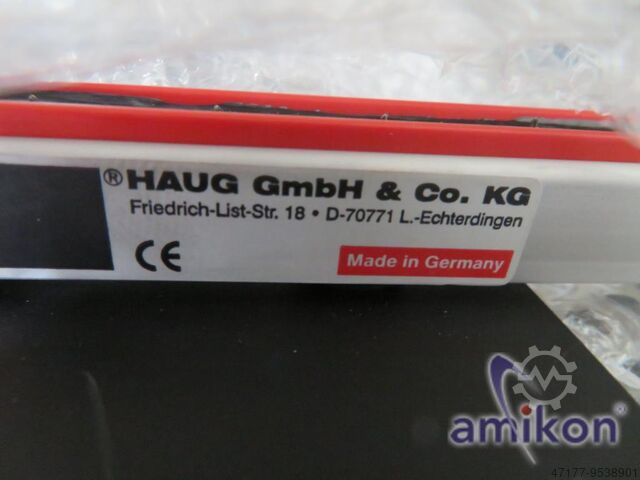 ® HAUG GmbH & Co. KG
Friedrich-List-Str. 18 • D-70771 L.-Echterdingen
CE
Made in Germany
amikon
47177-9538901